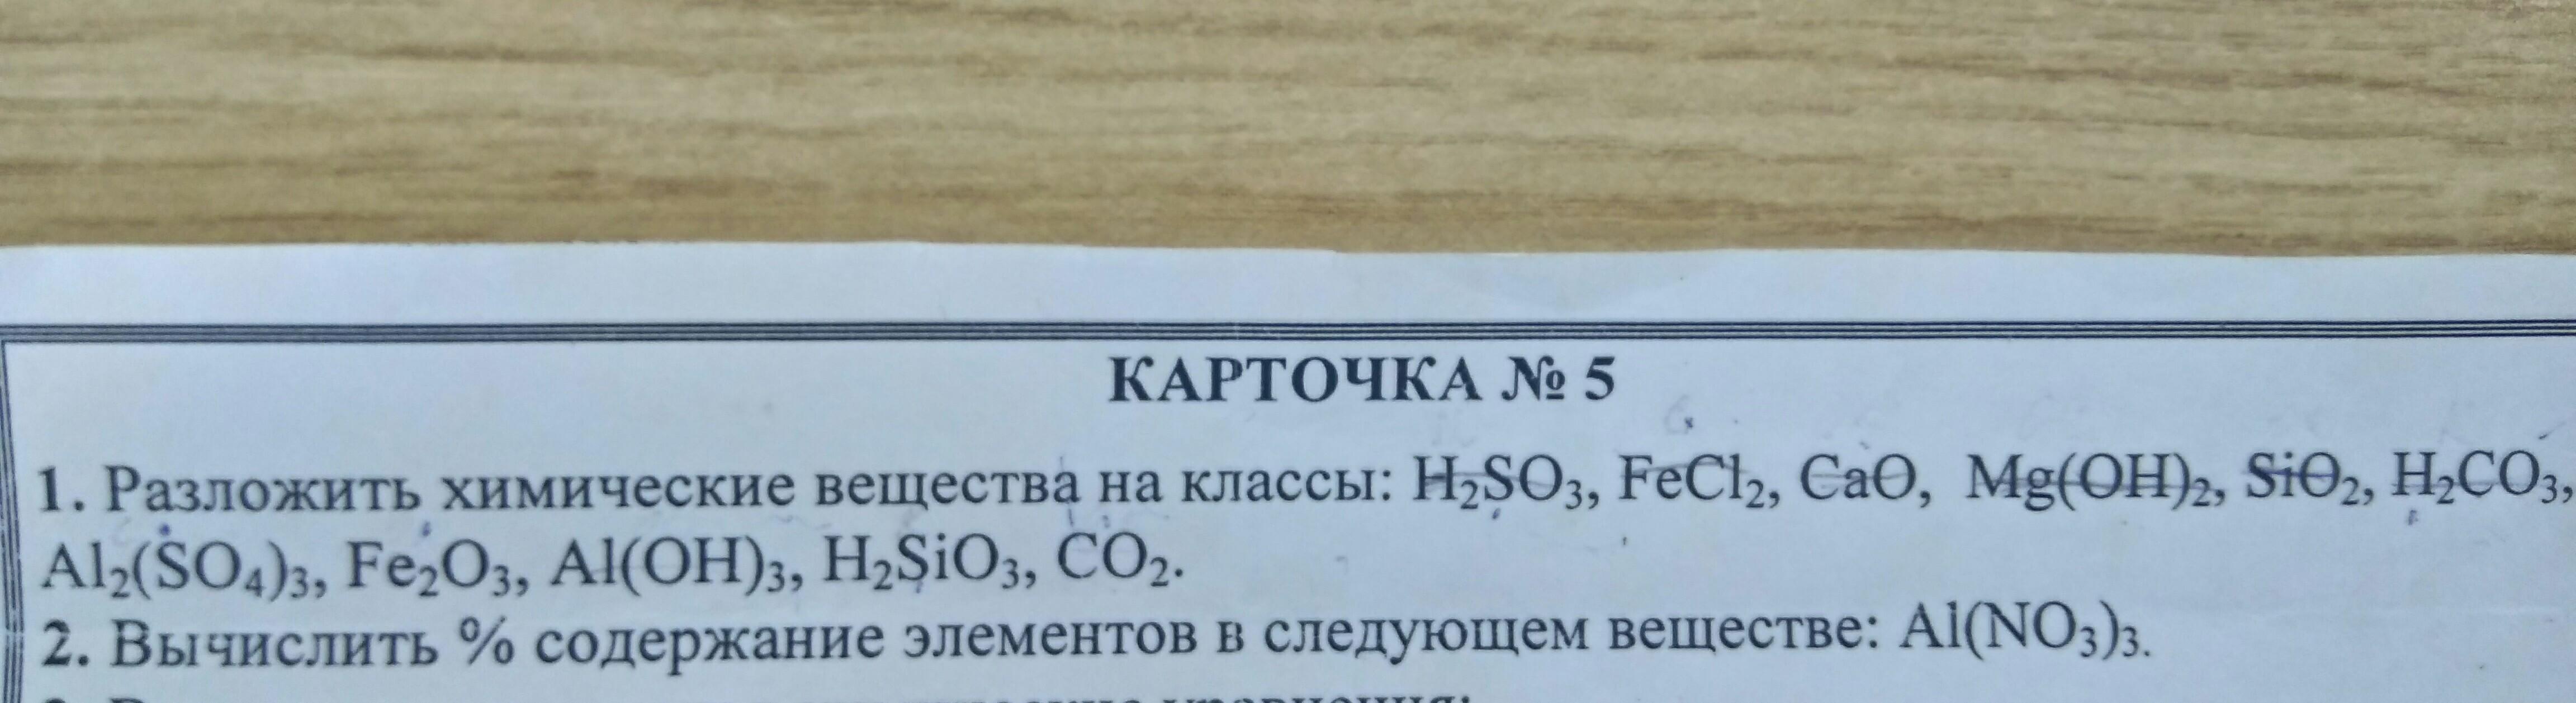 КАРТОЧКА № 5
1. Разложить химические вещества на классы: H₂SO₃, FeCl₂, CaO, Mg(OH)₂, SiO₂, H₂CO₃,
Al₂(SO₄)₃, Fe₂O₃, Al(OH)₃, H₂SiO₃, CO₂.
2. Вычислить % содержание элементов в следующем веществе: Al(NO₃)₃.